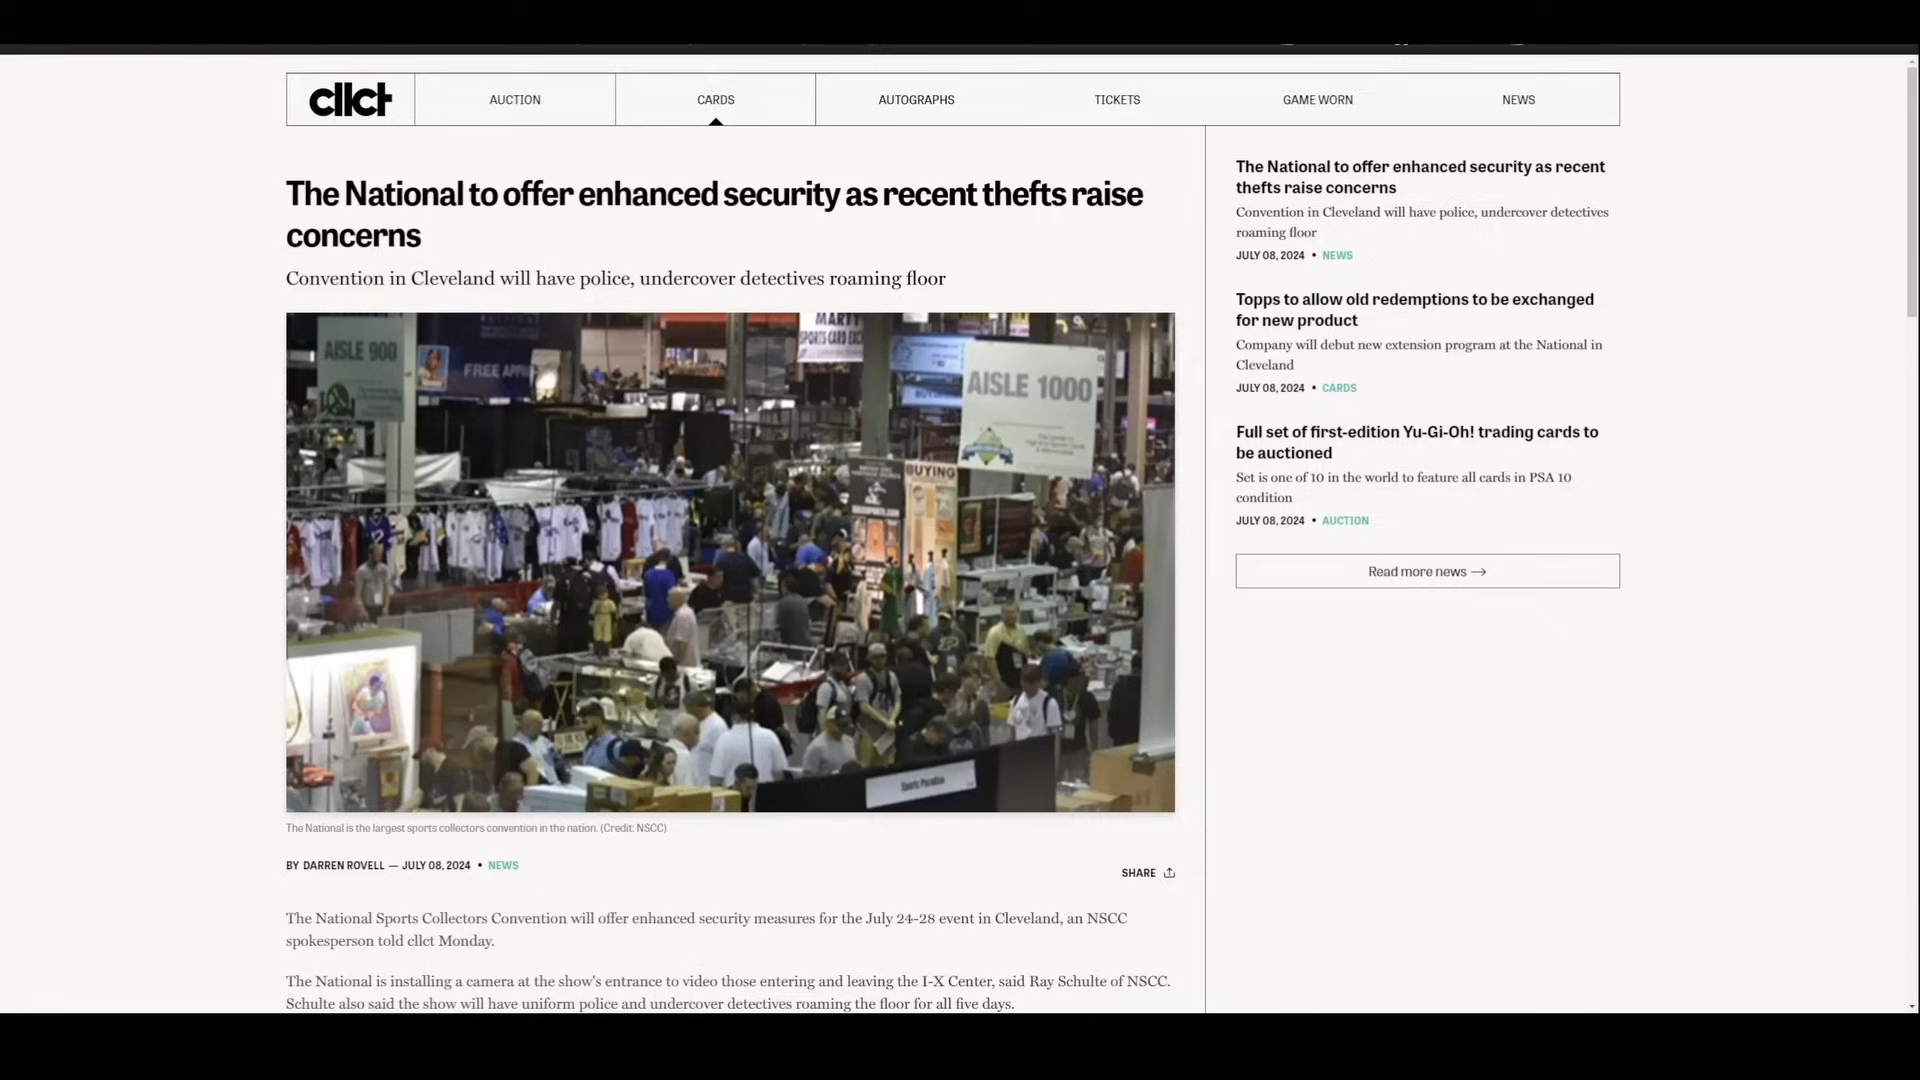 cllct
AUCTION
CARDS
AUTOGRAPHS
TICKETS
GAME WORN
NEWS
The National to offer enhanced security as recent thefts raise
concerns
Convention in Cleveland will have police, undercover detectives roaming floor
AISLE 900
FREE APPR
MARTY
SPORTS CARD EXC
AISLE 1000
BUYING
Sports Paradise
The National is the largest sports collectors convention in the nation. (Credit: NSCC)
BY DARREN ROVELL — JULY 08, 2024 • NEWS
SHARE
The National Sports Collectors Convention will offer enhanced security measures for the July 24-28 event in Cleveland, an NSCC
spokesperson told cllct Monday.
The National is installing a camera at the show's entrance to video those entering and leaving the I-X Center, said Ray Schulte of NSCC.
Schulte also said the show will have uniform police and undercover detectives roaming the floor for all five days.
The National to offer enhanced security as recent
thefts raise concerns
Convention in Cleveland will have police, undercover detectives
roaming floor
JULY 08, 2024 • NEWS
Topps to allow old redemptions to be exchanged
for new product
Company will debut new extension program at the National in
Cleveland
JULY 08, 2024 • CARDS
Full set of first-edition Yu-Gi-Oh! trading cards to
be auctioned
Set is one of 10 in the world to feature all cards in PSA 10
condition
JULY 08, 2024 • AUCTION
Read more news →